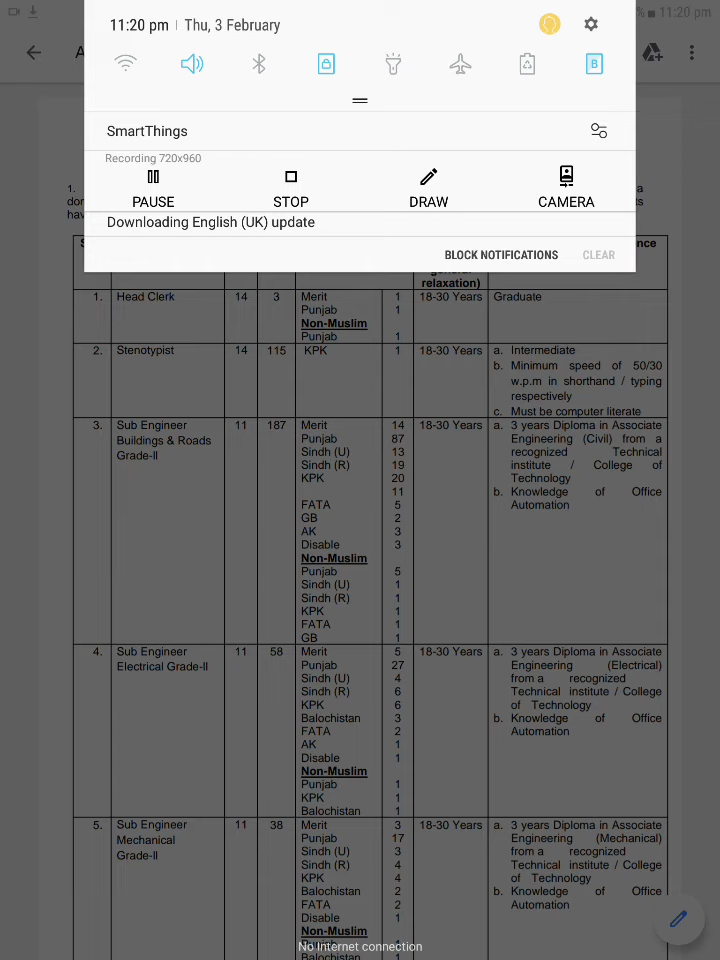 % 11:20 pm
11:20 pm | Thu, 3 February
B
A
SmartThings
Recording 720x960
PAUSE STOP DRAW CAMERA
Downloading English (UK) update
BLOCK NOTIFICATIONS CLEAR
1. a
don ts
hav
S nce
relaxation)
1. Head Clerk 14 3 Merit 1 18-30 Years Graduate
Punjab 1
Non-Muslim
Punjab 1
2. Stenotypist 14 115 KPK 1 18-30 Years a. Intermediate
b. Minimum speed of 50/30
w.p.m in shorthand / typing
respectively
c. Must be computer literate
3. Sub Engineer 11 187 Merit 14 18-30 Years a. 3 years Diploma in Associate
Buildings & Roads Punjab 87 Engineering (Civil) from a
Grade-II Sindh (U) 13 recognized Technical
Sindh (R) 19 institute / College of
KPK 20 Technology
11 b. Knowledge of Office
FATA 5 Automation
GB 2
AK 3
Disable 3
Non-Muslim
Punjab 5
Sindh (U) 1
Sindh (R) 1
KPK 1
FATA 1
GB 1
4. Sub Engineer 11 58 Merit 5 18-30 Years a. 3 years Diploma in Associate
Electrical Grade-II Punjab 27 Engineering (Electrical)
Sindh (U) 4 from a recognized
Sindh (R) 6 Technical institute / College
KPK 6 of Technology
Balochistan 3 b. Knowledge of Office
FATA 2 Automation
AK 1
Disable 1
Non-Muslim
Punjab 1
KPK 1
Balochistan 1
5. Sub Engineer 11 38 Merit 3 18-30 Years a. 3 years Diploma in Associate
Mechanical Punjab 17 Engineering (Mechanical)
Grade-II Sindh (U) 3 from a recognized
Sindh (R) 4 Technical institute / College
KPK 4 of Technology
Balochistan 2 b. Knowledge of Office
FATA 2 Automation
Disable 1
Non-Muslim
No Internet connection
Balochistan 1